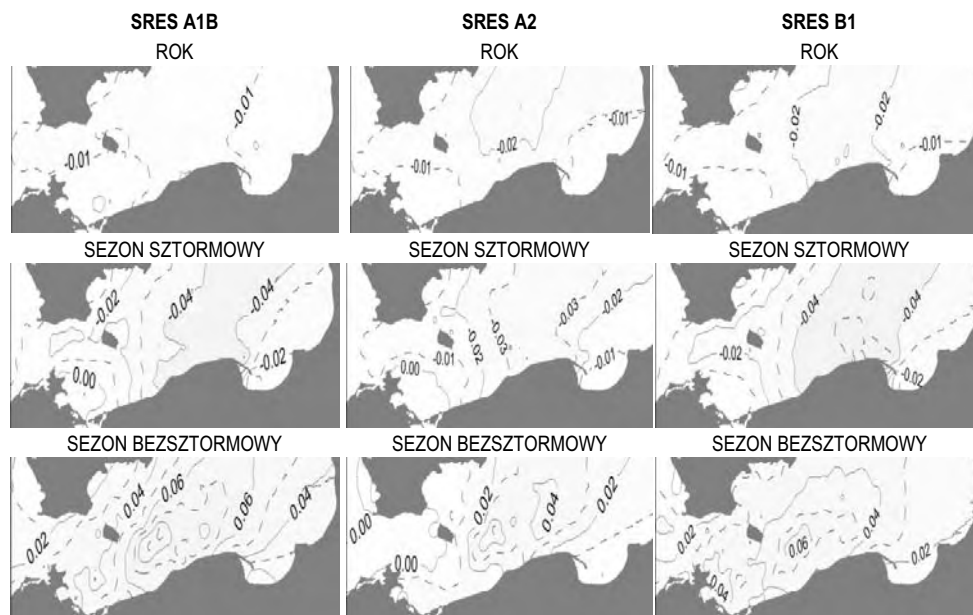 SRES A1B SRES A2 SRES B1
ROK ROK ROK
-0.01 -0.01
-0.02 -0.01 -0.01
-0.02 -0.02 -0.01 -0.01
SEZON SZTORMOWY SEZON SZTORMOWY SEZON SZTORMOWY
-0.02 -0.04 -0.04 0.00 -0.02
-0.03 -0.02 -0.02 -0.03 -0.01 0.00 -0.01
-0.04 -0.04 -0.02 -0.02
SEZON BEZSZTORMOWY SEZON BEZSZTORMOWY SEZON BEZSZTORMOWY
0.04 0.06 0.06 0.04 0.02
0.00 0.02 0.04 0.02 0.00
0.02 0.06 0.04 0.02 0.04